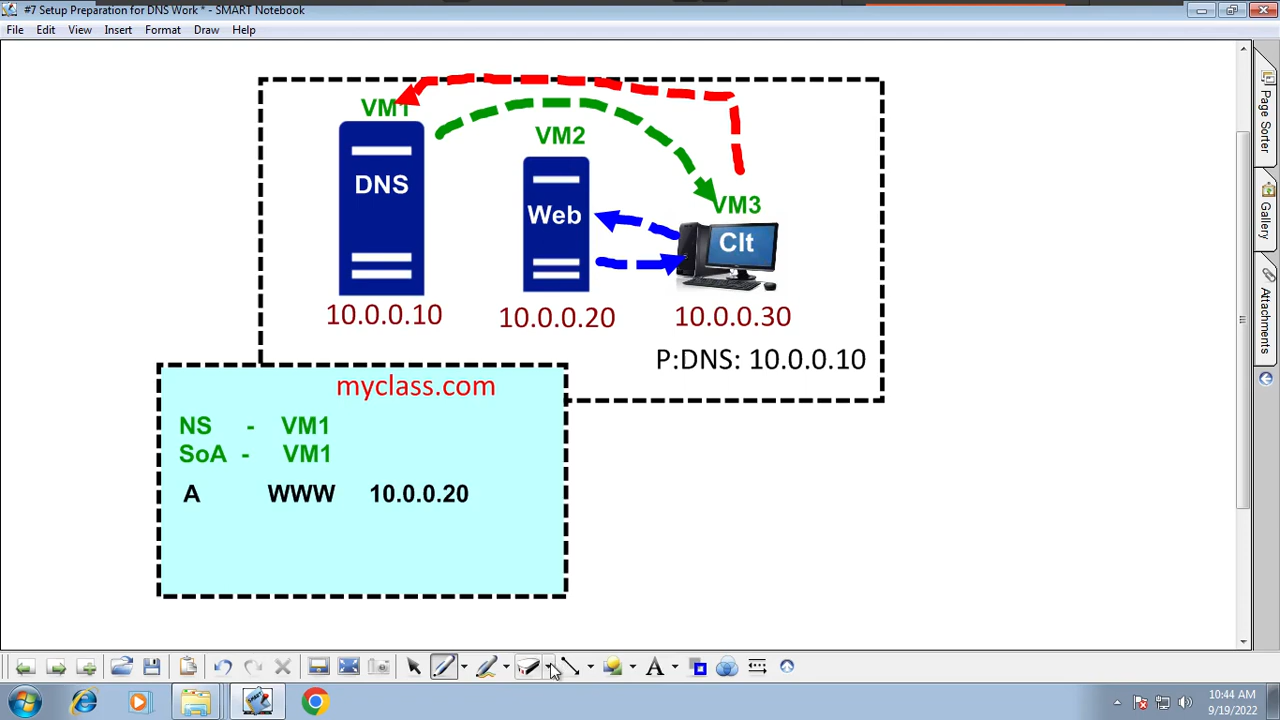 #7 Setup Preparation for DNS Work * - SMART Notebook
File Edit View Insert Format Draw Help
VM1
VM2
DNS
Web
VM3
Clt
10.0.0.10
10.0.0.20
10.0.0.30
P:DNS: 10.0.0.10
myclass.com
NS - VM1
SoA - VM1
A WWW 10.0.0.20
Page Sorter
Gallery
Attachments
A
10:44 AM
9/19/2022